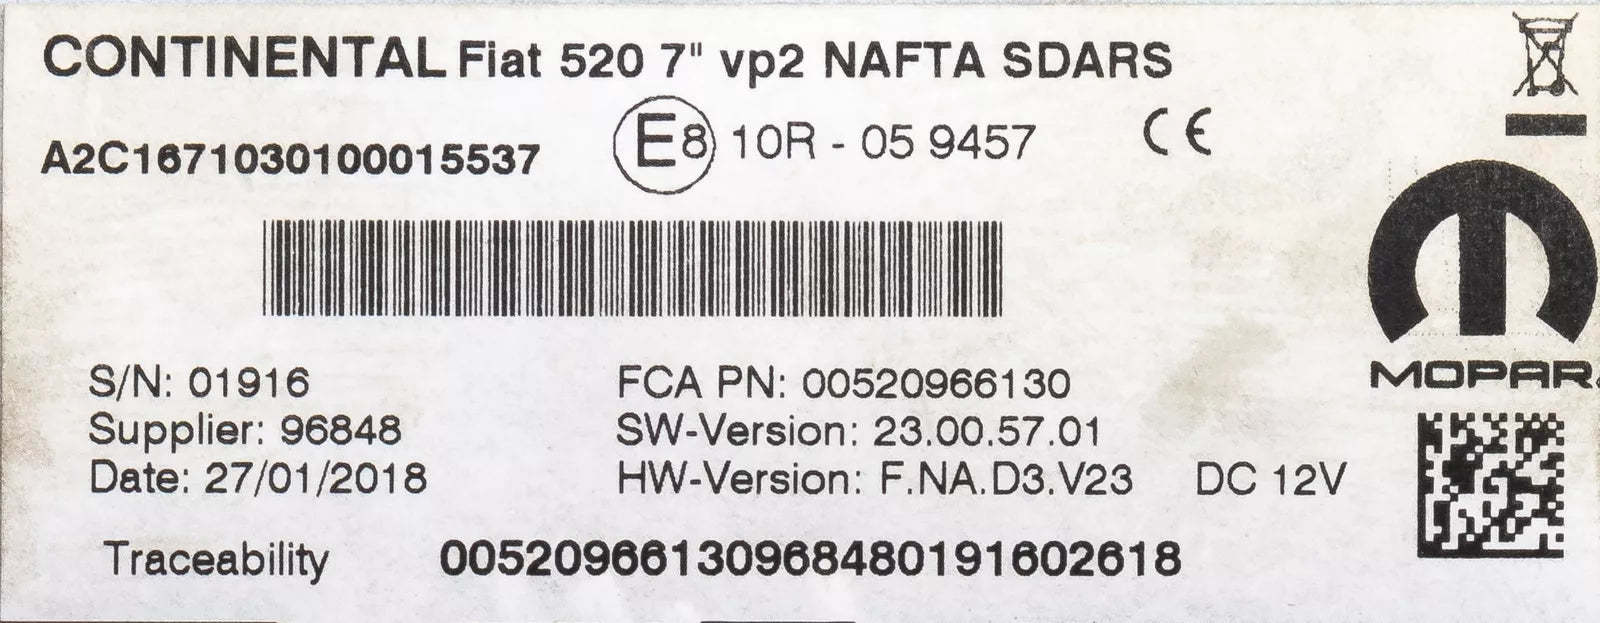 CONTINENTAL Fiat 520 7" vp2 NAFTA SDARS
A2C1671030100015537 E8 10R - 05 9457 CE
MOPAR
S/N: 01916 FCA PN: 00520966130
Supplier: 96848 SW-Version: 23.00.57.01
Date: 27/01/2018 HW-Version: F.NA.D3.V23 DC 12V
Traceability 00520966130968480191602618